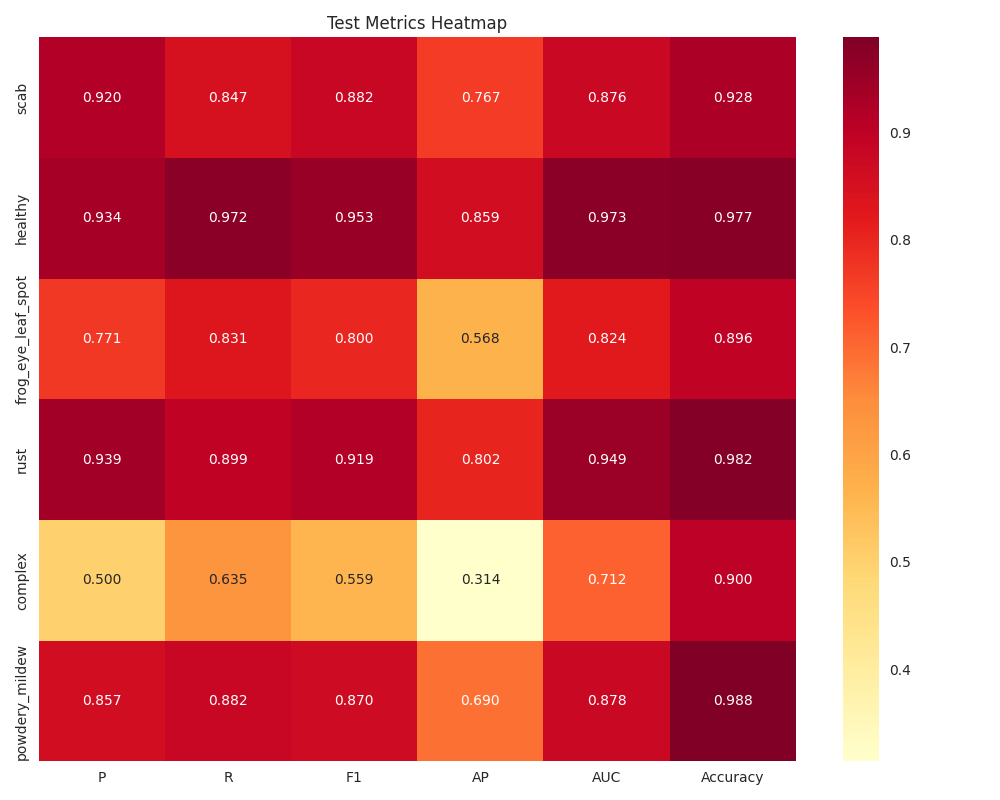 Test Metrics Heatmap
scab 0.920 0.847 0.882 0.767 0.876 0.928
healthy 0.934 0.972 0.953 0.859 0.973 0.977
frog_eye_leaf_spot 0.771 0.831 0.800 0.568 0.824 0.896
rust 0.939 0.899 0.919 0.802 0.949 0.982
complex 0.500 0.635 0.559 0.314 0.712 0.900
powdery_mildew 0.857 0.882 0.870 0.690 0.878 0.988
P R F1 AP AUC Accuracy
0.9
0.8
0.7
0.6
0.5
0.4